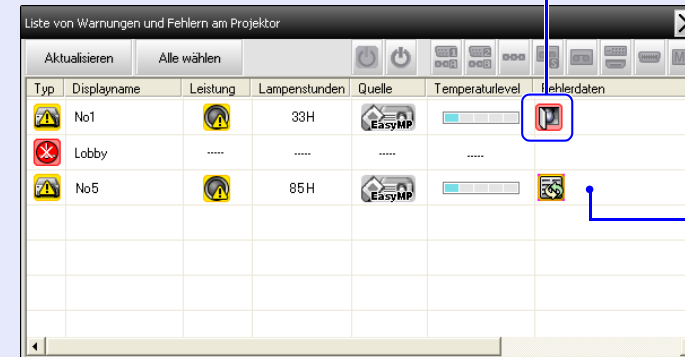 Liste von Warnungen und Fehlern am Projektor
Aktualisieren Alle wählen
Typ Displayname Leistung Lampenstunden Quelle Temperaturlevel Fehlerdaten
No1 33H EasyMP
Lobby ----- ----- ----- -----
No5 85H EasyMP